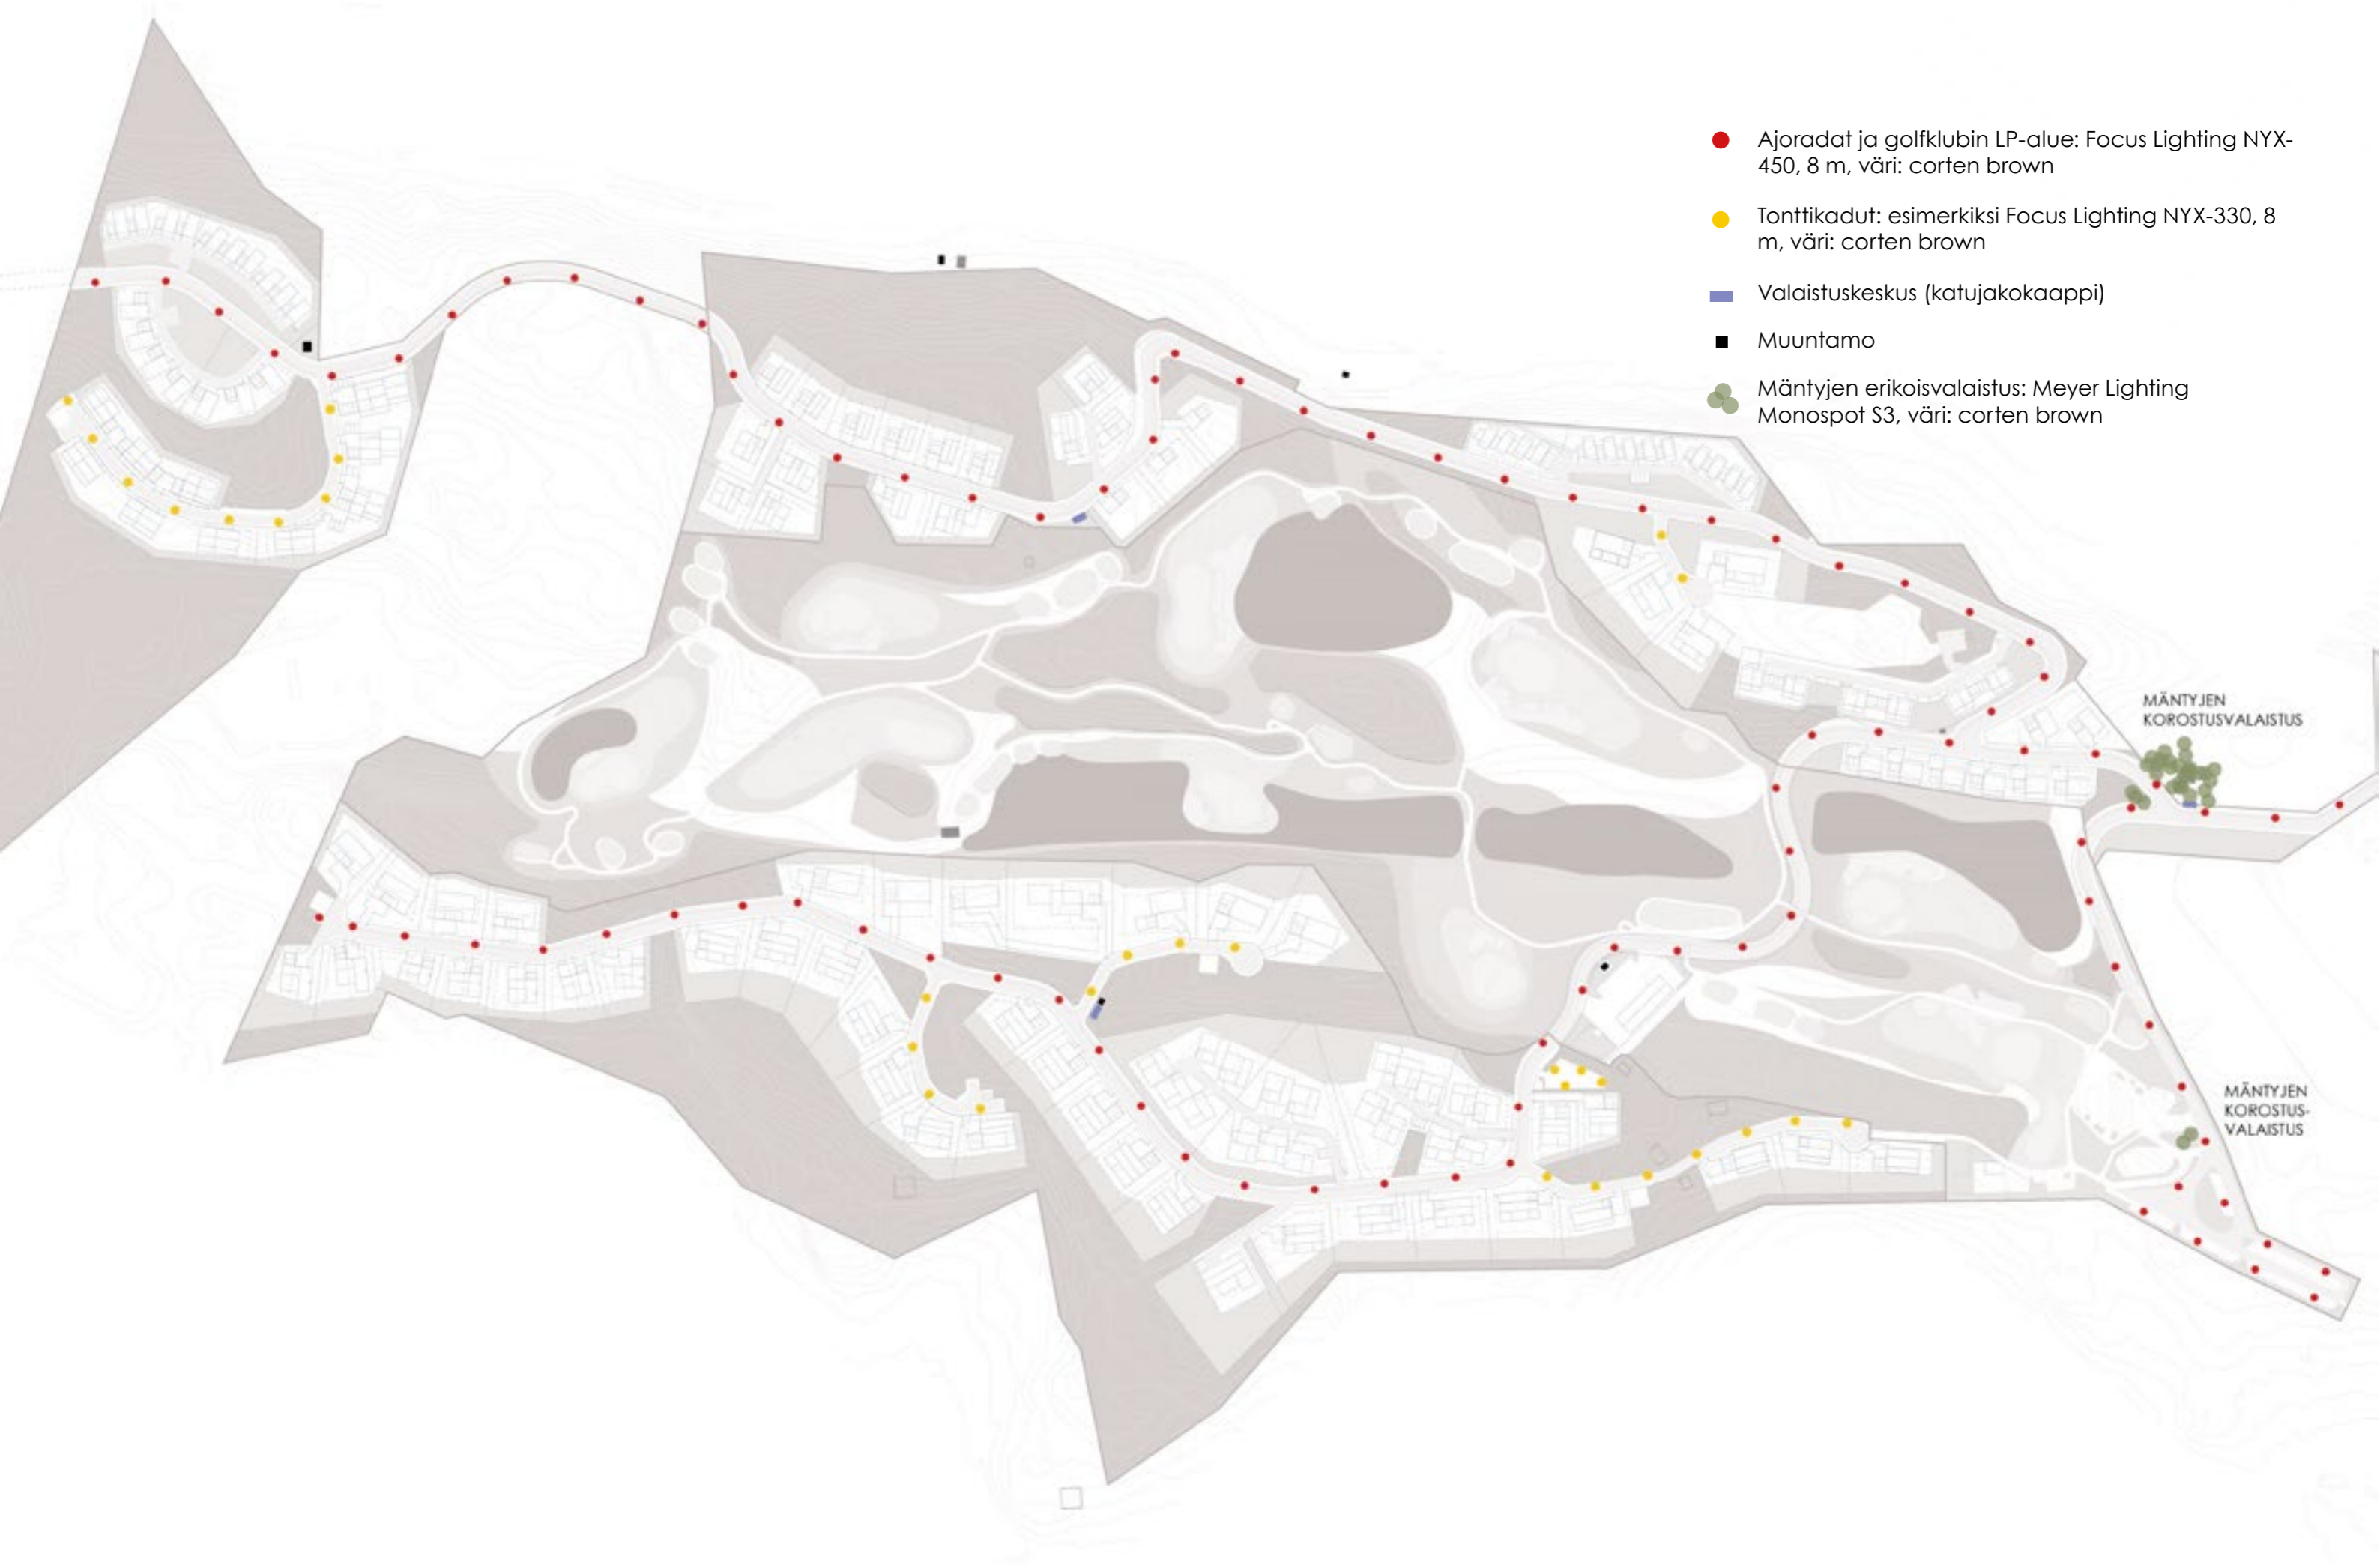 Ajoradat ja golfklubin LP-alue: Focus Lighting NYX-
450, 8 m, väri: corten brown
Tonttikadut: esimerkiksi Focus Lighting NYX-330, 8
m, väri: corten brown
Valaistuskeskus (katujakokaappi)
Muuntamo
Mäntyjen erikoisvalaistus: Meyer Lighting
Monospot S3, väri: corten brown
MÄNTYJEN
KOROSTUSVALAISTUS
MÄNTYJEN
KOROSTUS-
VALAISTUS